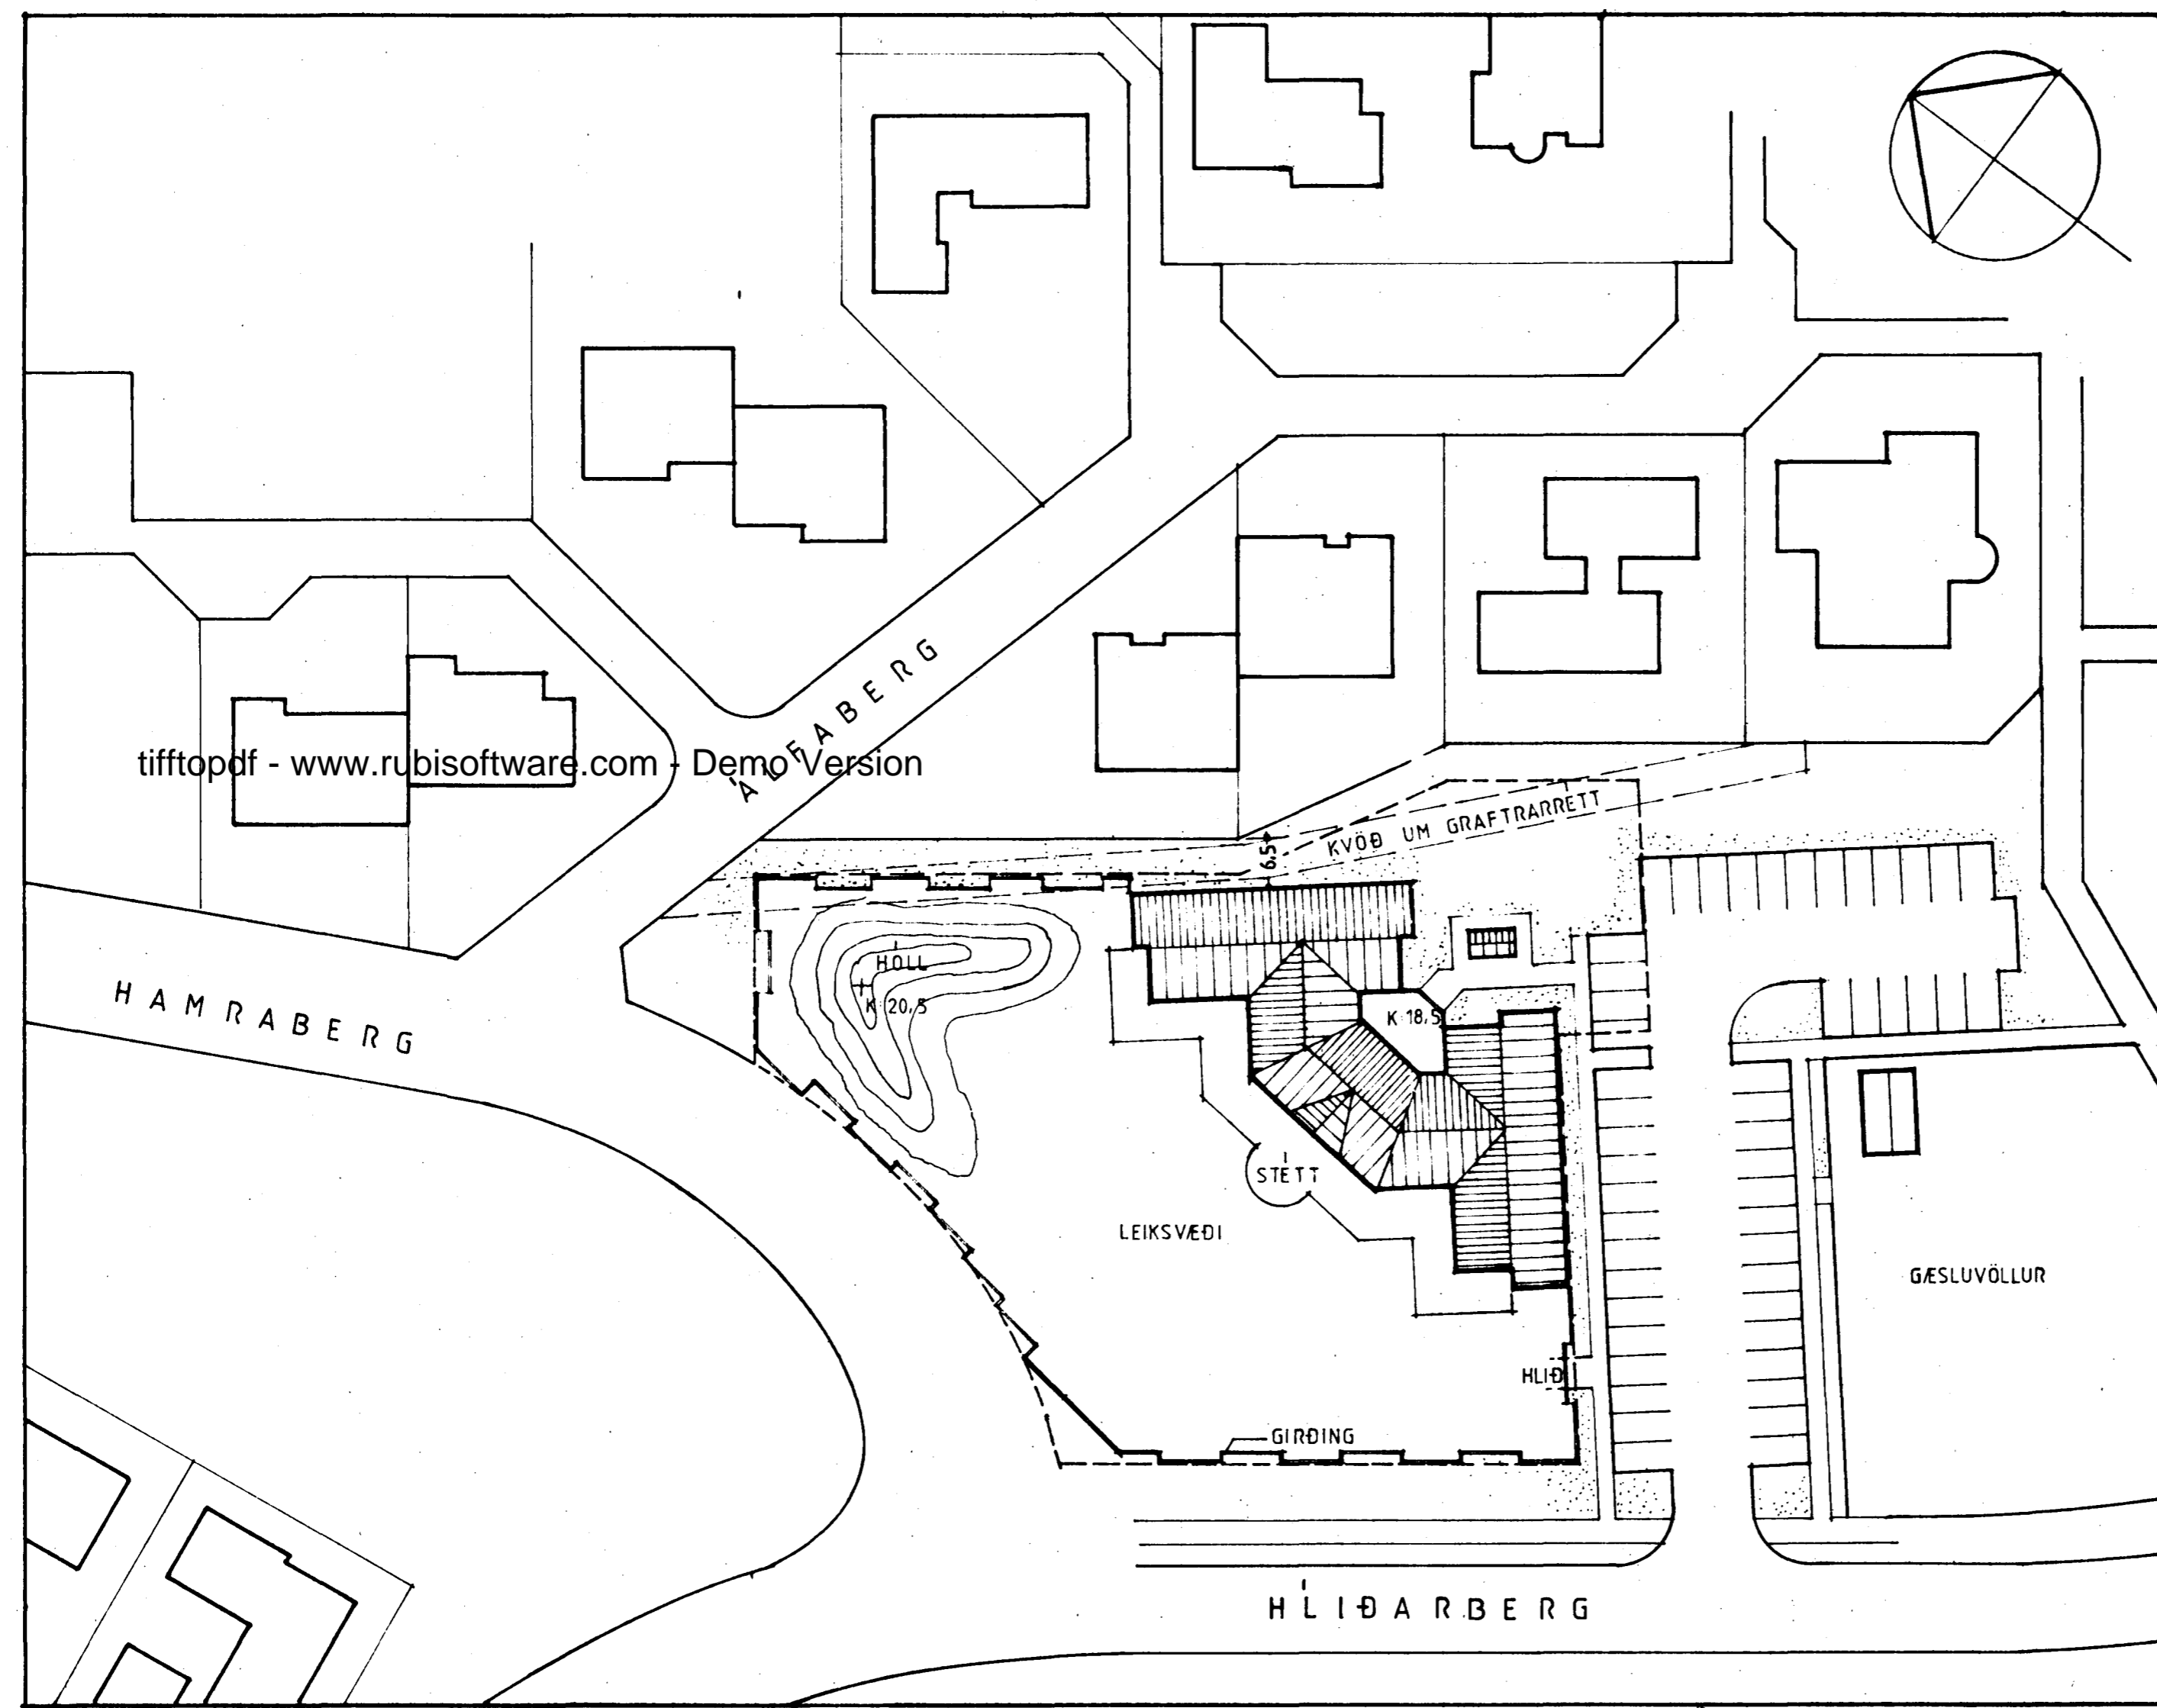 ÁLFABERG
tifftopdf - www.rubisoftware.com - Demo Version
KVÖÐ UM GRAFTRARRETT
6,5
HÓLL
K 20,5
HAMRABERG
K 18,5
STÉTT
LEIKSVÆÐI
GÆSLUVÖLLUR
HLIÐ
GIRÐING
HLÍÐARBERG